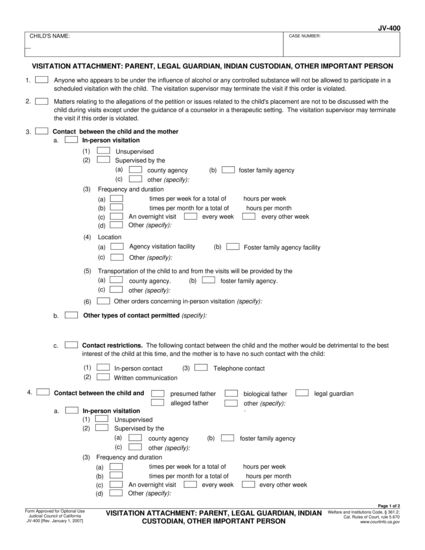 JV-400
CHILD'S NAME:
CASE NUMBER:
VISITATION ATTACHMENT: PARENT, LEGAL GUARDIAN, INDIAN CUSTODIAN, OTHER IMPORTANT PERSON
1. Anyone who appears to be under the influence of alcohol or any controlled substance will not be allowed to participate in a
scheduled visitation with the child. The visitation supervisor may terminate the visit if this order is violated.
2. Matters relating to the allegations of the petition or issues related to the child's placement are not to be discussed with the
child during visits except under the guidance of a counselor in a therapeutic setting. The visitation supervisor may terminate
the visit if this order is violated.
3. Contact between the child and the mother
a. In-person visitation
(1) Unsupervised
(2) Supervised by the
(a) county agency (b) foster family agency
(c) other (specify):
(3) Frequency and duration
(a) times per week for a total of hours per week
(b) times per month for a total of hours per month
(c) An overnight visit every week every other week
(d) Other (specify):
(4) Location
(a) Agency visitation facility (b) Foster family agency facility
(c) Other (specify):
(5) Transportation of the child to and from the visits will be provided by the
(a) county agency. (b) foster family agency.
(c) other (specify):
(6) Other orders concerning in-person visitation (specify):
b. Other types of contact permitted (specify):
c. Contact restrictions. The following contact between the child and the mother would be detrimental to the best
interest of the child at this time, and the mother is to have no such contact with the child:
(1) In-person contact (3) Telephone contact
(2) Written communication
4. Contact between the child and presumed father biological father legal guardian
alleged father other (specify):
a. In-person visitation
(1) Unsupervised
(2) Supervised by the
(a) county agency (b) foster family agency
(c) other (specify):
(3) Frequency and duration
(a) times per week for a total of hours per week
(b) times per month for a total of hours per month
(c) An overnight visit every week every other week
(d) Other (specify):
Page 1 of 2
Form Approved for Optional Use
Judicial Council of California
JV-400 [Rev. January 1, 2007]
VISITATION ATTACHMENT: PARENT, LEGAL GUARDIAN, INDIAN
CUSTODIAN, OTHER IMPORTANT PERSON
Welfare and Institutions Code, § 361.2;
Cal. Rules of Court, rule 5.670
www.courtinfo.ca.gov